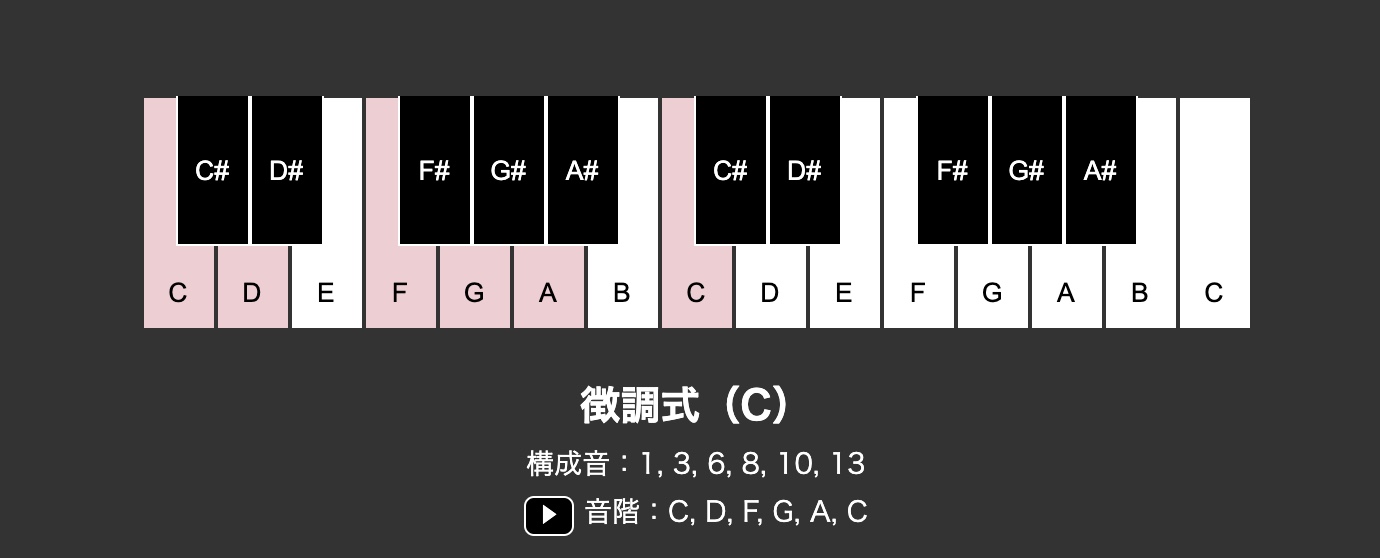 C# D# F# G# A# C# D# F# G# A#
C D E F G A B C D E F G A B C
徴調式（C）
構成音：1, 3, 6, 8, 10, 13
音階：C, D, F, G, A, C